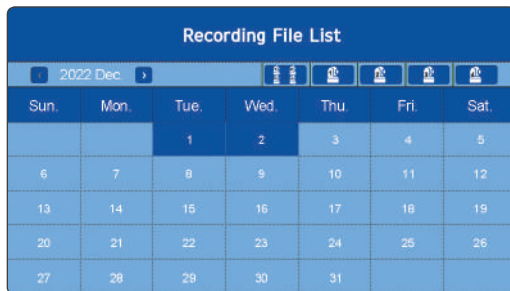 Recording File List
2022 Dec.
Sun. Mon. Tue. Wed. Thu. Fri. Sat.
1 2 3 4 5
6 7 8 9 10 11 12
13 14 15 16 17 18 19
20 21 22 23 24 25 26
27 28 29 30 31